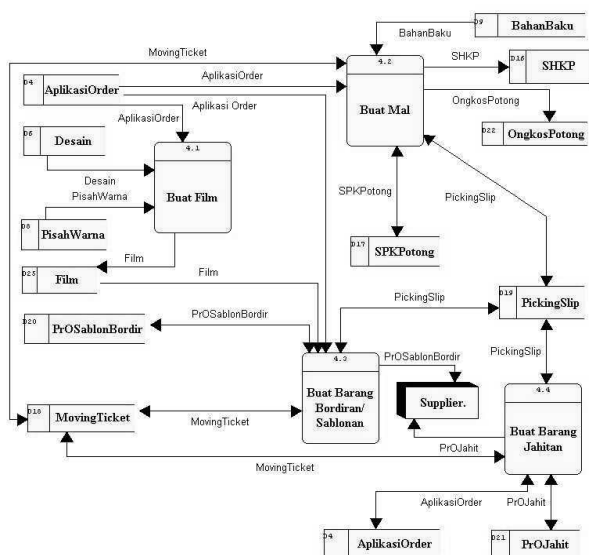 D9
BahanBaku
BahanBaku
MovingTicket
4.2
Buat Mal
SHKP
D16
SHKP
OngkosPotong
D22
OngkosPotong
D4
AplikasiOrder
AplikasiOrder
Aplikasi Order
AplikasiOrder
D6
Desain
Desain
4.1
Buat Film
PisahWarna
D8
PisahWarna
SPKPotong
D17
SPKPotong
PickingSlip
Film
D25
Film
Film
D19
PickingSlip
PickingSlip
PrOSablonBordir
D20
PrOSablonBordir
PickingSlip
4.3
Buat Barang
Bordiran/
Sablonan
PrOSablonBordir
Supplier.
4.4
Buat Barang
Jahitan
D18
MovingTicket
MovingTicket
PrOJahit
MovingTicket
AplikasiOrder
PrOJahit
D4
AplikasiOrder
D21
PrOJahit